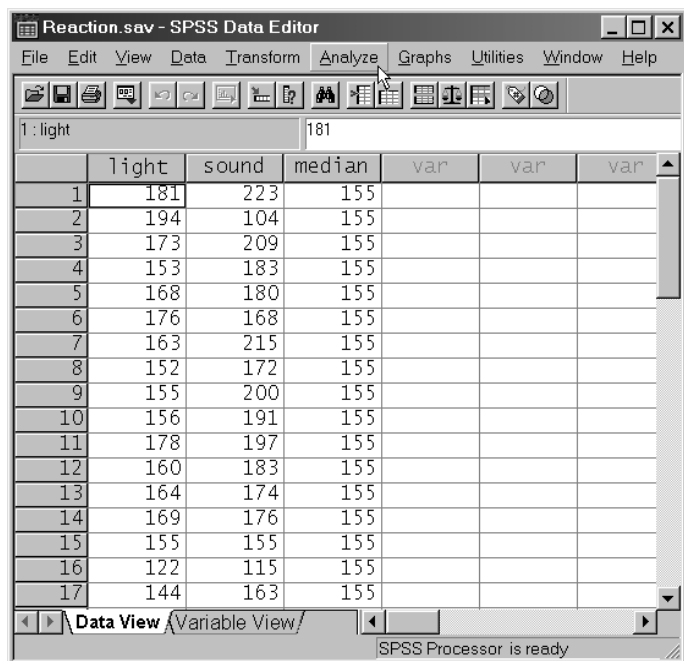 Reaction.sav - SPSS Data Editor
File Edit View Data Transform Analyze Graphs Utilities Window Help
1 : light 181
light sound median var var var
1 181 223 155
2 194 104 155
3 173 209 155
4 153 183 155
5 168 180 155
6 176 168 155
7 163 215 155
8 152 172 155
9 155 200 155
10 156 191 155
11 178 197 155
12 160 183 155
13 164 174 155
14 169 176 155
15 155 155 155
16 122 115 155
17 144 163 155
Data View Variable View
SPSS Processor is ready